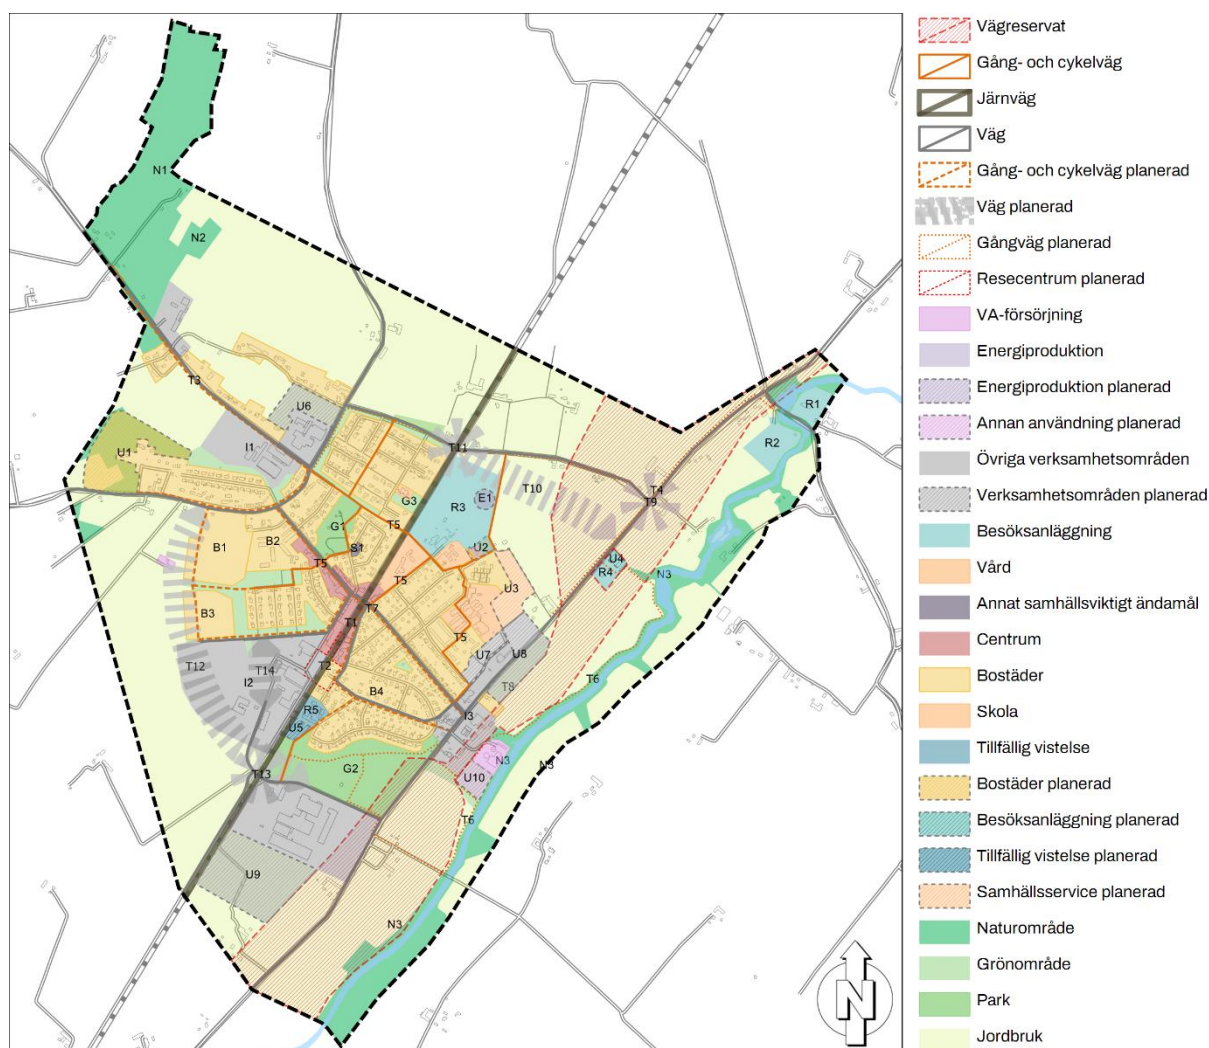 Vägreservat
Gång- och cykelväg
Järnväg
Väg
Gång- och cykelväg planerad
Väg planerad
Gångväg planerad
Resecentrum planerad
VA-försörjning
Energiproduktion
Energiproduktion planerad
Annan användning planerad
Övriga verksamhetsområden
Verksamhetsområden planerad
Besöksanläggning
Vård
Annat samhällsviktigt ändamål
Centrum
Bostäder
Skola
Tillfällig vistelse
Bostäder planerad
Besöksanläggning planerad
Tillfällig vistelse planerad
Samhällsservice planerad
Naturområde
Grönområde
Park
Jordbruk
N1
N2
T3
U6
R1
R2
U1
I1
T11
T10
T4
T9
E1
G3
R3
G1
T5
S1
U2
B1
B2
T5
T5
U4
R4
N3
U3
B3
T7
T1
T5
U7
U8
T12
T14
I2
T2
B4
T8
T6
R5
U5
I3
T13
G2
N3
N3
U10
T6
U9
N3
N